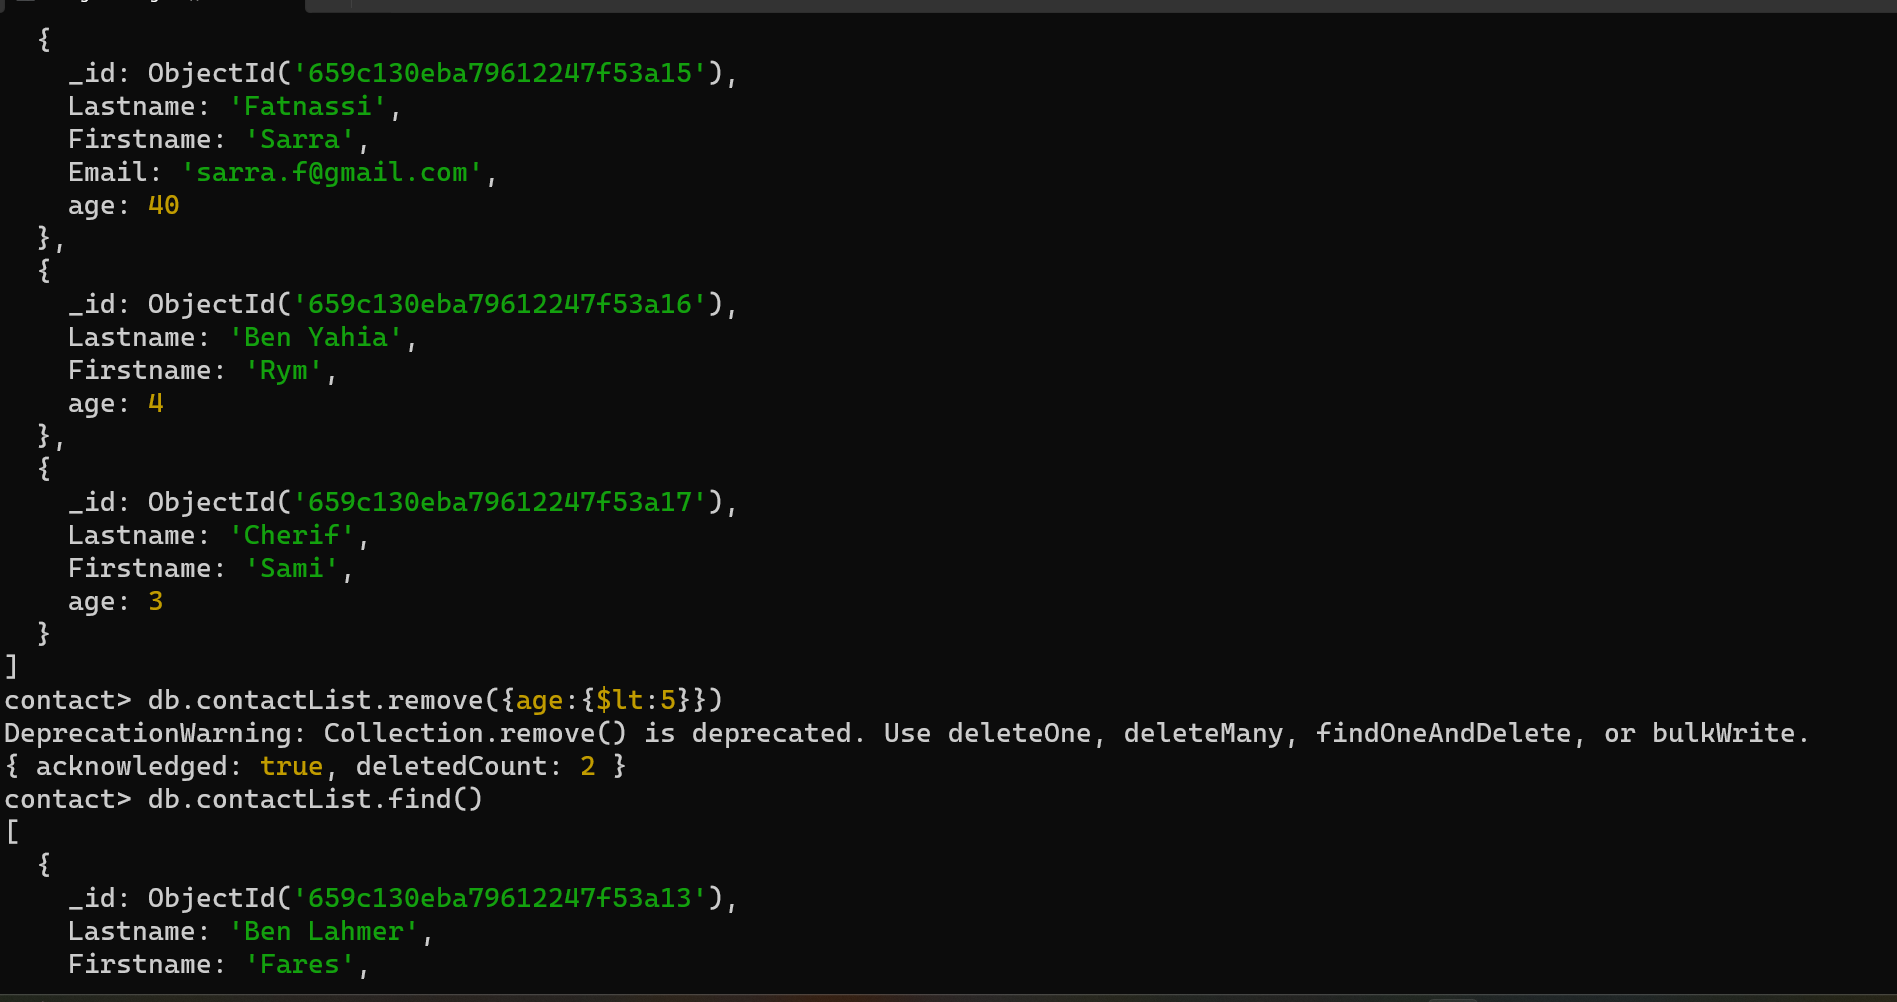 {
_id: ObjectId('659c130eba79612247f53a15'),
Lastname: 'Fatnassi',
Firstname: 'Sarra',
Email: 'sarra.f@gmail.com',
age: 40
},
{
_id: ObjectId('659c130eba79612247f53a16'),
Lastname: 'Ben Yahia',
Firstname: 'Rym',
age: 4
},
{
_id: ObjectId('659c130eba79612247f53a17'),
Lastname: 'Cherif',
Firstname: 'Sami',
age: 3
}
]
contact> db.contactList.remove({age:{$lt:5}})
DeprecationWarning: Collection.remove() is deprecated. Use deleteOne, deleteMany, findOneAndDelete, or bulkWrite.
{ acknowledged: true, deletedCount: 2 }
contact> db.contactList.find()
[
{
_id: ObjectId('659c130eba79612247f53a13'),
Lastname: 'Ben Lahmer',
Firstname: 'Fares',